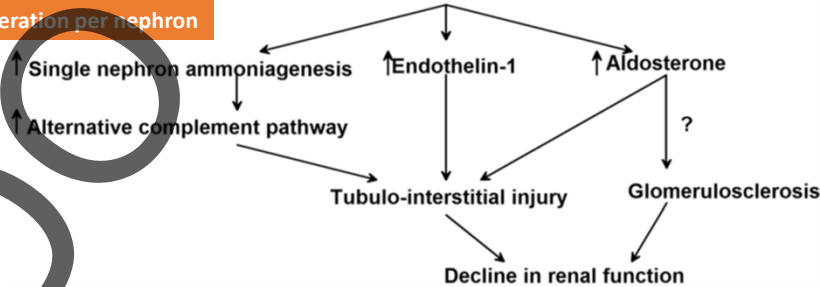 eration per nephron
↑ Single nephron ammoniagenesis ↑Endothelin-1 ↑ Aldosterone
↑ Alternative complement pathway ?
Tubulo-interstitial injury Glomerulosclerosis
Decline in renal function